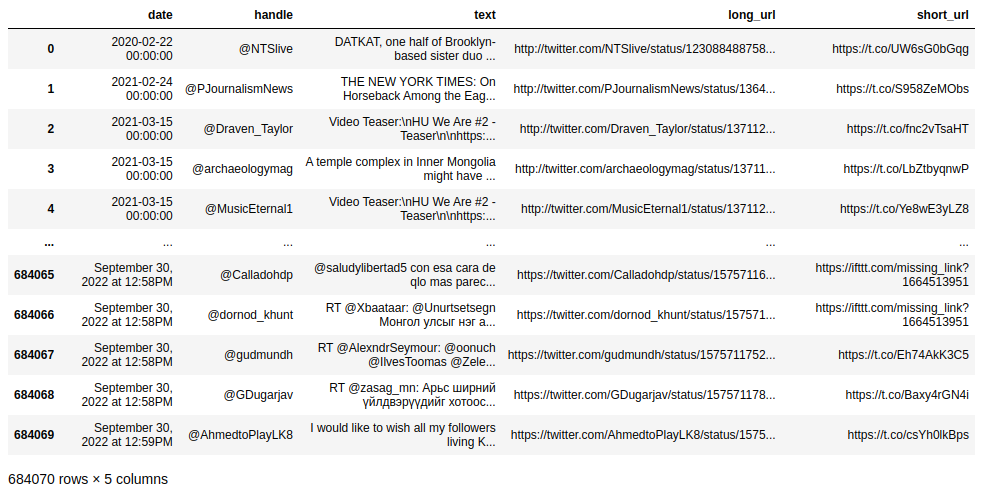 date handle text long_url short_url
0 2020-02-22 00:00:00 @NTSlive DATKAT, one half of Brooklyn-based sister duo ... http://twitter.com/NTSlive/status/123088488758... https://t.co/UW6sG0bGqg
1 2021-02-24 00:00:00 @PJournalismNews THE NEW YORK TIMES: On Horseback Among the Eag... http://twitter.com/PJournalismNews/status/1364... https://t.co/S958ZeMObs
2 2021-03-15 00:00:00 @Draven_Taylor Video Teaser:\nHU We Are #2 - Teaser\n\nhttps:... http://twitter.com/Draven_Taylor/status/137112... https://t.co/fnc2vTsaHT
3 2021-03-15 00:00:00 @archaeologymag A temple complex in Inner Mongolia might have ... http://twitter.com/archaeologymag/status/13711... https://t.co/LbZtbyqnwP
4 2021-03-15 00:00:00 @MusicEternal1 Video Teaser:\nHU We Are #2 - Teaser\n\nhttps:... http://twitter.com/MusicEternal1/status/137112... https://t.co/Ye8wE3yLZ8
... ... ... ... ... ...
684065 September 30, 2022 at 12:58PM @Calladohdp @saludylibertad5 con esa cara de qlo mas parec... https://twitter.com/Calladohdp/status/15757116... https://ifttt.com/missing_link?1664513951
684066 September 30, 2022 at 12:58PM @dornod_khunt RT @Xbaataar: @Unurtsetsegn Монгол улсыг нэг а... https://twitter.com/dornod_khunt/status/157571... https://ifttt.com/missing_link?1664513951
684067 September 30, 2022 at 12:58PM @gudmundh RT @AlexndrSeymour: @oonuch @IlvesToomas @Zele... https://twitter.com/gudmundh/status/1575711752... https://t.co/Eh74AkK3C5
684068 September 30, 2022 at 12:58PM @GDugarjav RT @zasag_mn: Арьс ширний үйлдвэрүүдийг хотоос... https://twitter.com/GDugarjav/status/157571178... https://t.co/Baxy4rGN4i
684069 September 30, 2022 at 12:59PM @AhmedtoPlayLK8 I would like to wish all my followers living K... https://twitter.com/AhmedtoPlayLK8/status/1575... https://t.co/csYh0lkBps
684070 rows × 5 columns